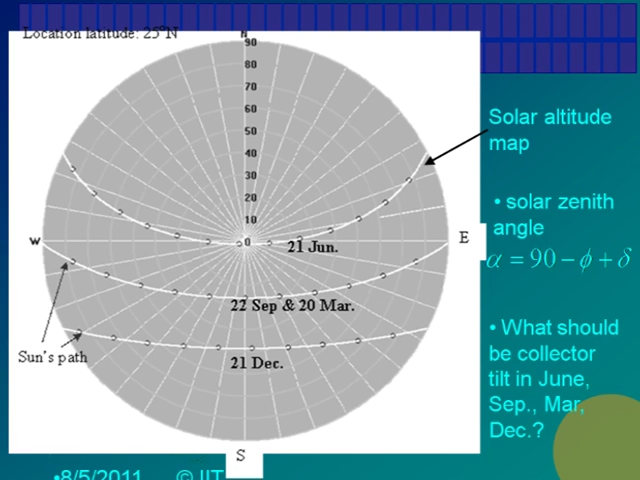 Location latitude: 25°N
N
90
80
70
60
50
40
30
20
10
0
W
E
21 Jun.
22 Sep & 20 Mar.
21 Dec.
Sun's path
S
Solar altitude
map
• solar zenith
angle
α = 90 − ϕ + δ
• What should
be collector
tilt in June,
Sep., Mar,
Dec.?
•8/5/2011 © IIT